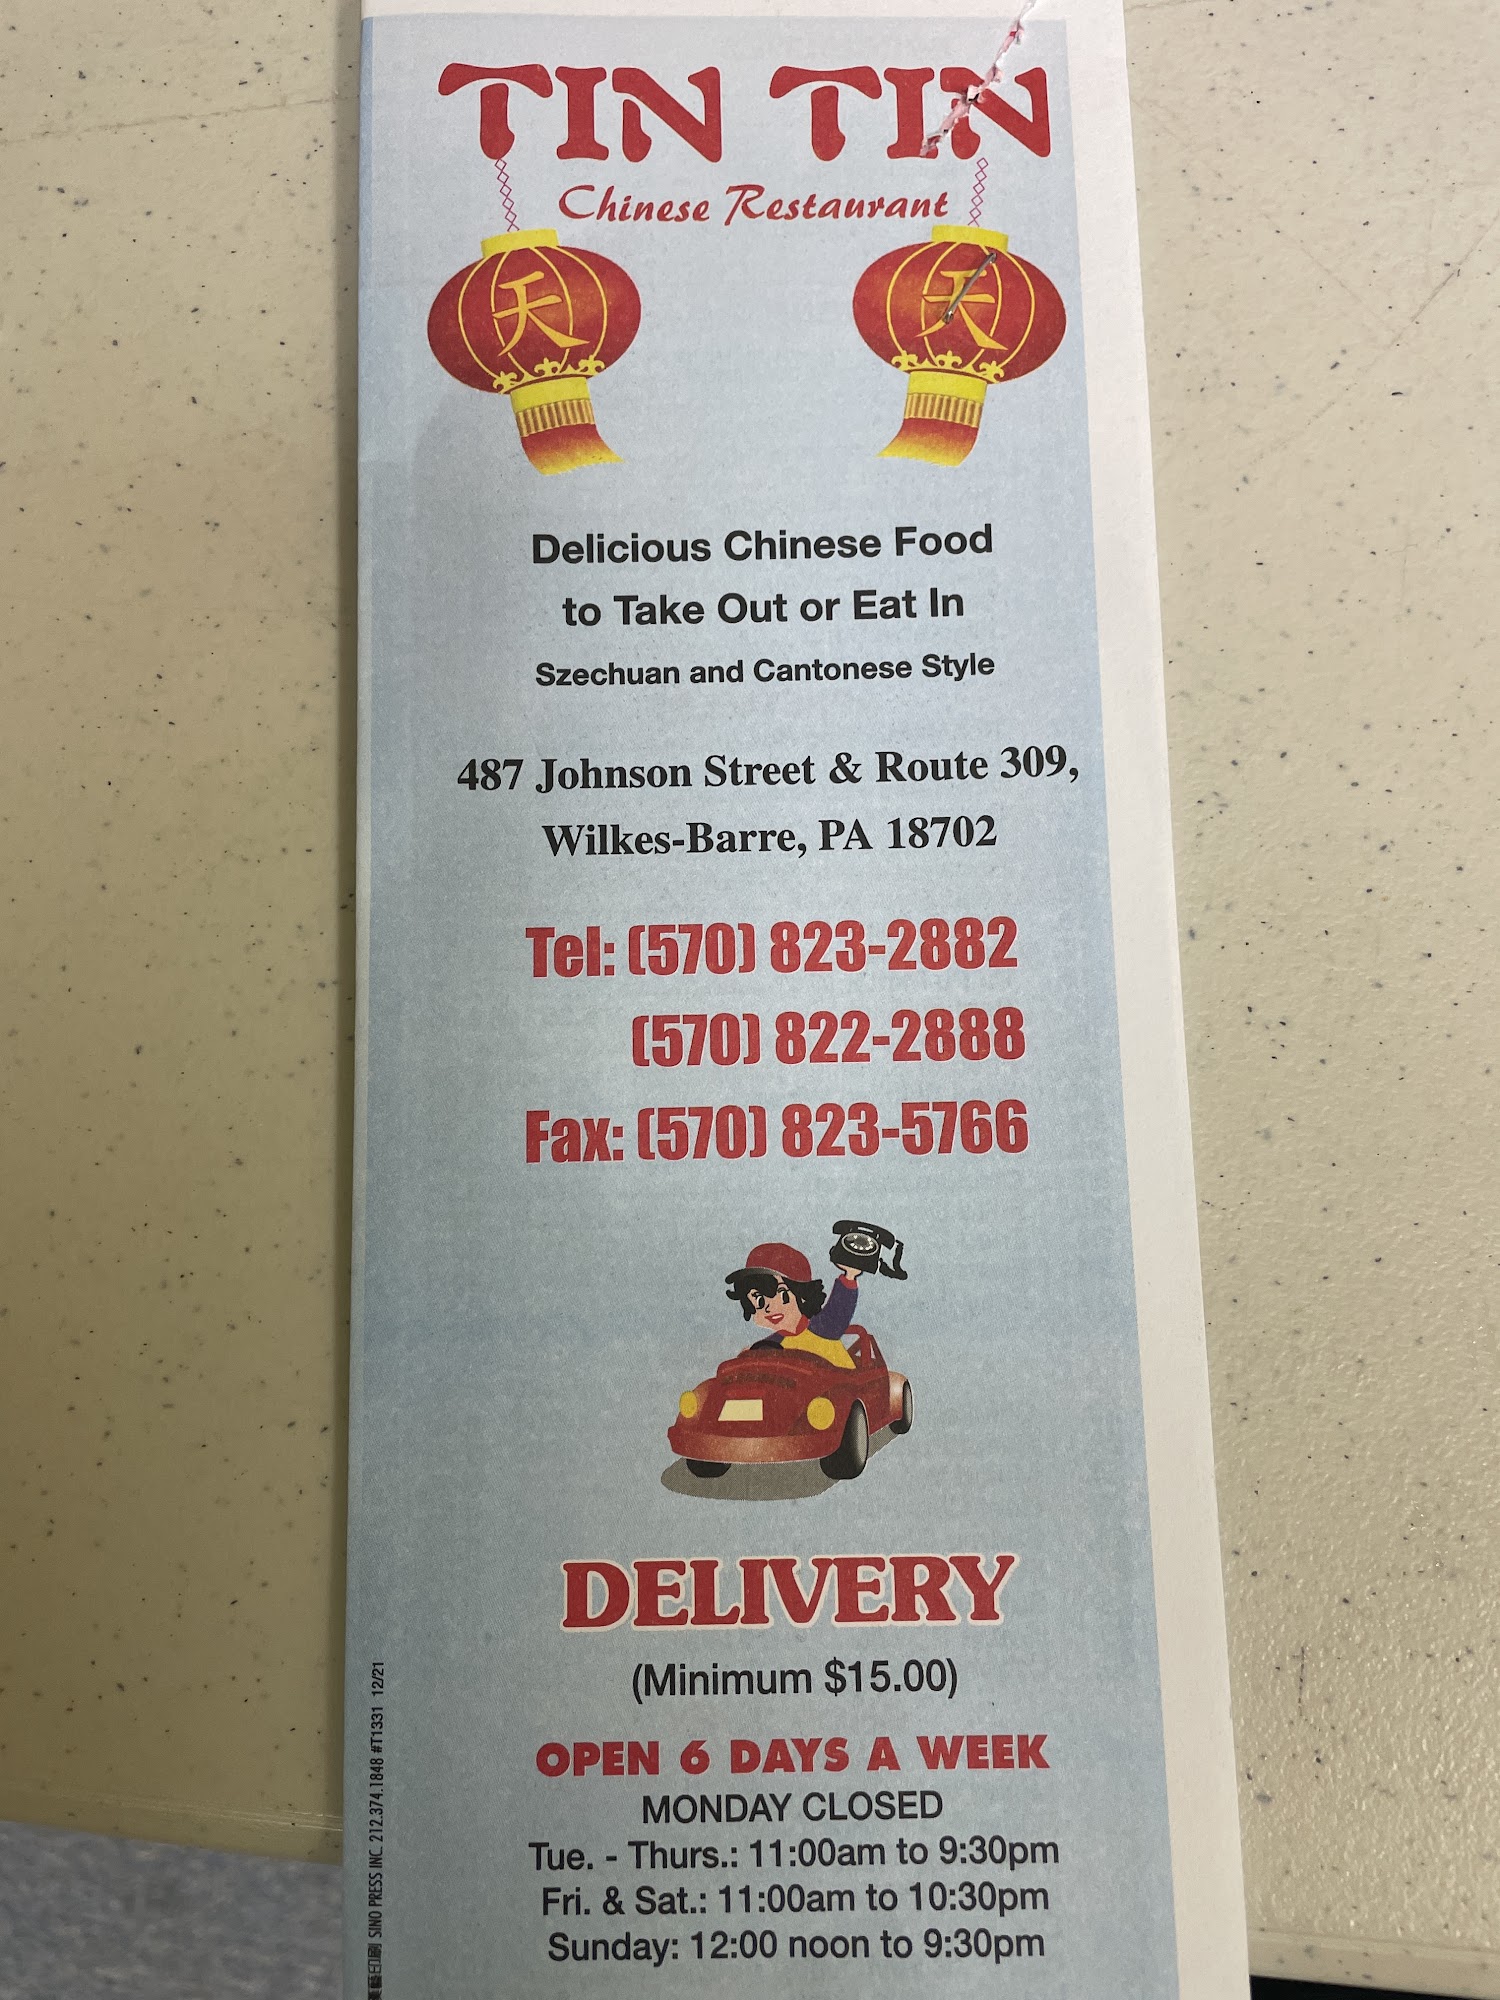 TIN TIN
Chinese Restaurant
天 天
Delicious Chinese Food
to Take Out or Eat In
Szechuan and Cantonese Style
487 Johnson Street & Route 309,
Wilkes-Barre, PA 18702
Tel: (570) 823-2882
(570) 822-2888
Fax: (570) 823-5766
DELIVERY
(Minimum $15.00)
OPEN 6 DAYS A WEEK
MONDAY CLOSED
Tue. - Thurs.: 11:00am to 9:30pm
Fri. & Sat.: 11:00am to 10:30pm
Sunday: 12:00 noon to 9:30pm
印刷 SINO PRESS INC. 212.374.1848 #T1331 12/21